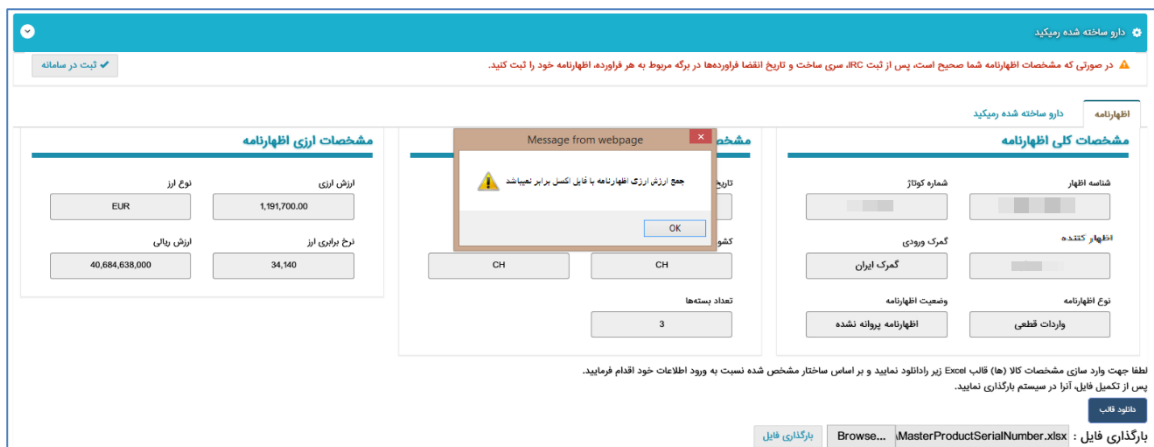 دارو ساخته شده رمیکید
در صورتی که مشخصات اظهارنامه شما صحیح است، پس از ثبت IRC، سری ساخت و تاریخ انقضا فراورده‌ها در برگه مربوط به هر فراورده، اظهارنامه خود را ثبت کنید.
ثبت در سامانه
اظهارنامه
دارو ساخته شده رمیکید
مشخصات کلی اظهارنامه
شناسه اظهار
شماره کوتاژ
اظهار کننده
گمرک ورودی
گمرک ایران
نوع اظهارنامه
وضعیت اظهارنامه
واردات قطعی
اظهارنامه پروانه نشده
مشخص
تاریخ
کشو
CH
CH
تعداد بسته‌ها
3
Message from webpage
جمع ارزش ارزی اظهارنامه با فایل اکسل برابر نمیباشد
OK
مشخصات ارزی اظهارنامه
ارزش ارزی
نوع ارز
1,191,700.00
EUR
نرخ برابری ارز
ارزش ریالی
34,140
40,684,638,000
لطفا جهت وارد سازی مشخصات کالا (ها) قالب Excel زیر رادانلود نمایید و بر اساس ساختار مشخص شده نسبت به ورود اطلاعات خود اقدام فرمایید.
پس از تکمیل فایل، آنرا در سیستم بارگذاری نمایید.
دانلود قالب
بارگذاری فایل : \MasterProductSerialNumber.xlsx Browse... بارگذاری فایل